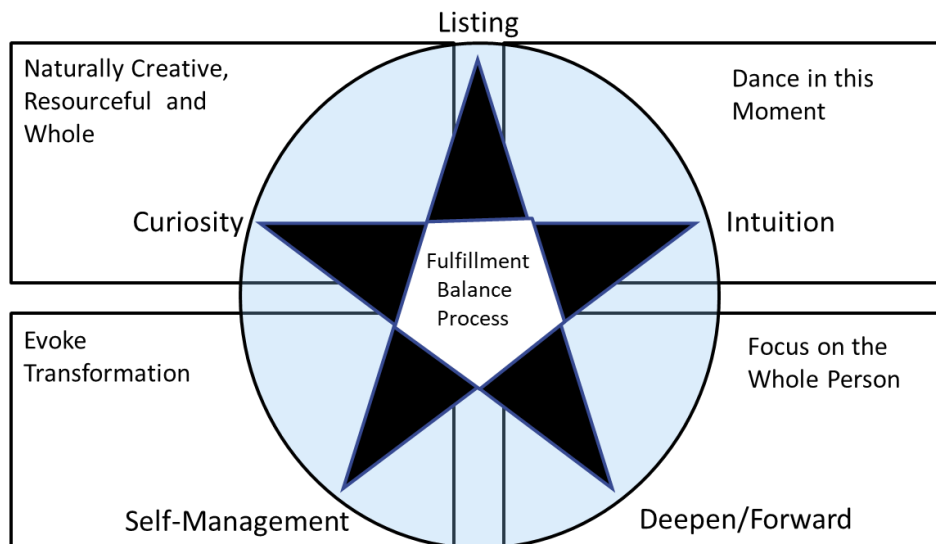 Listing
Naturally Creative,
Resourceful and
Whole
Dance in this
Moment
Curiosity
Intuition
Fulfillment
Balance
Process
Evoke
Transformation
Focus on the
Whole Person
Self-Management
Deepen/Forward